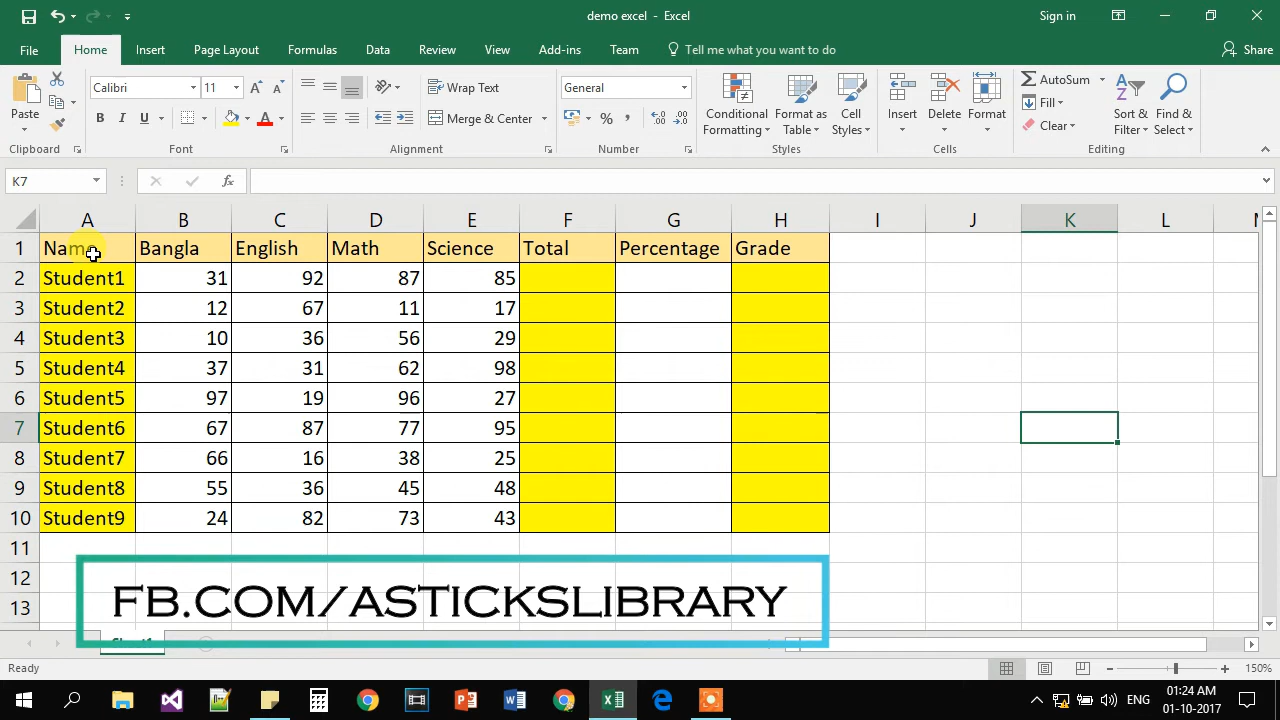 demo excel - Excel
Sign in
File Home Insert Page Layout Formulas Data Review View Add-ins Team Tell me what you want to do Share
Calibri 11 Wrap Text General AutoSum
Paste B I U A Merge & Center % Conditional Formatting Format as Table Cell Styles Insert Delete Format Fill Clear Sort & Filter Find & Select
Clipboard Font Alignment Number Styles Cells Editing
K7 fx
A B C D E F G H I J K L
1 Name Bangla English Math Science Total Percentage Grade
2 Student1 31 92 87 85
3 Student2 12 67 11 17
4 Student3 10 36 56 29
5 Student4 37 31 62 98
6 Student5 97 19 96 27
7 Student6 67 87 77 95
8 Student7 66 16 38 25
9 Student8 55 36 45 48
10 Student9 24 82 73 43
11
12
13
FB.COM/ASTICKSLIBRARY
Ready 150%
ENG 01:24 AM
01-10-2017